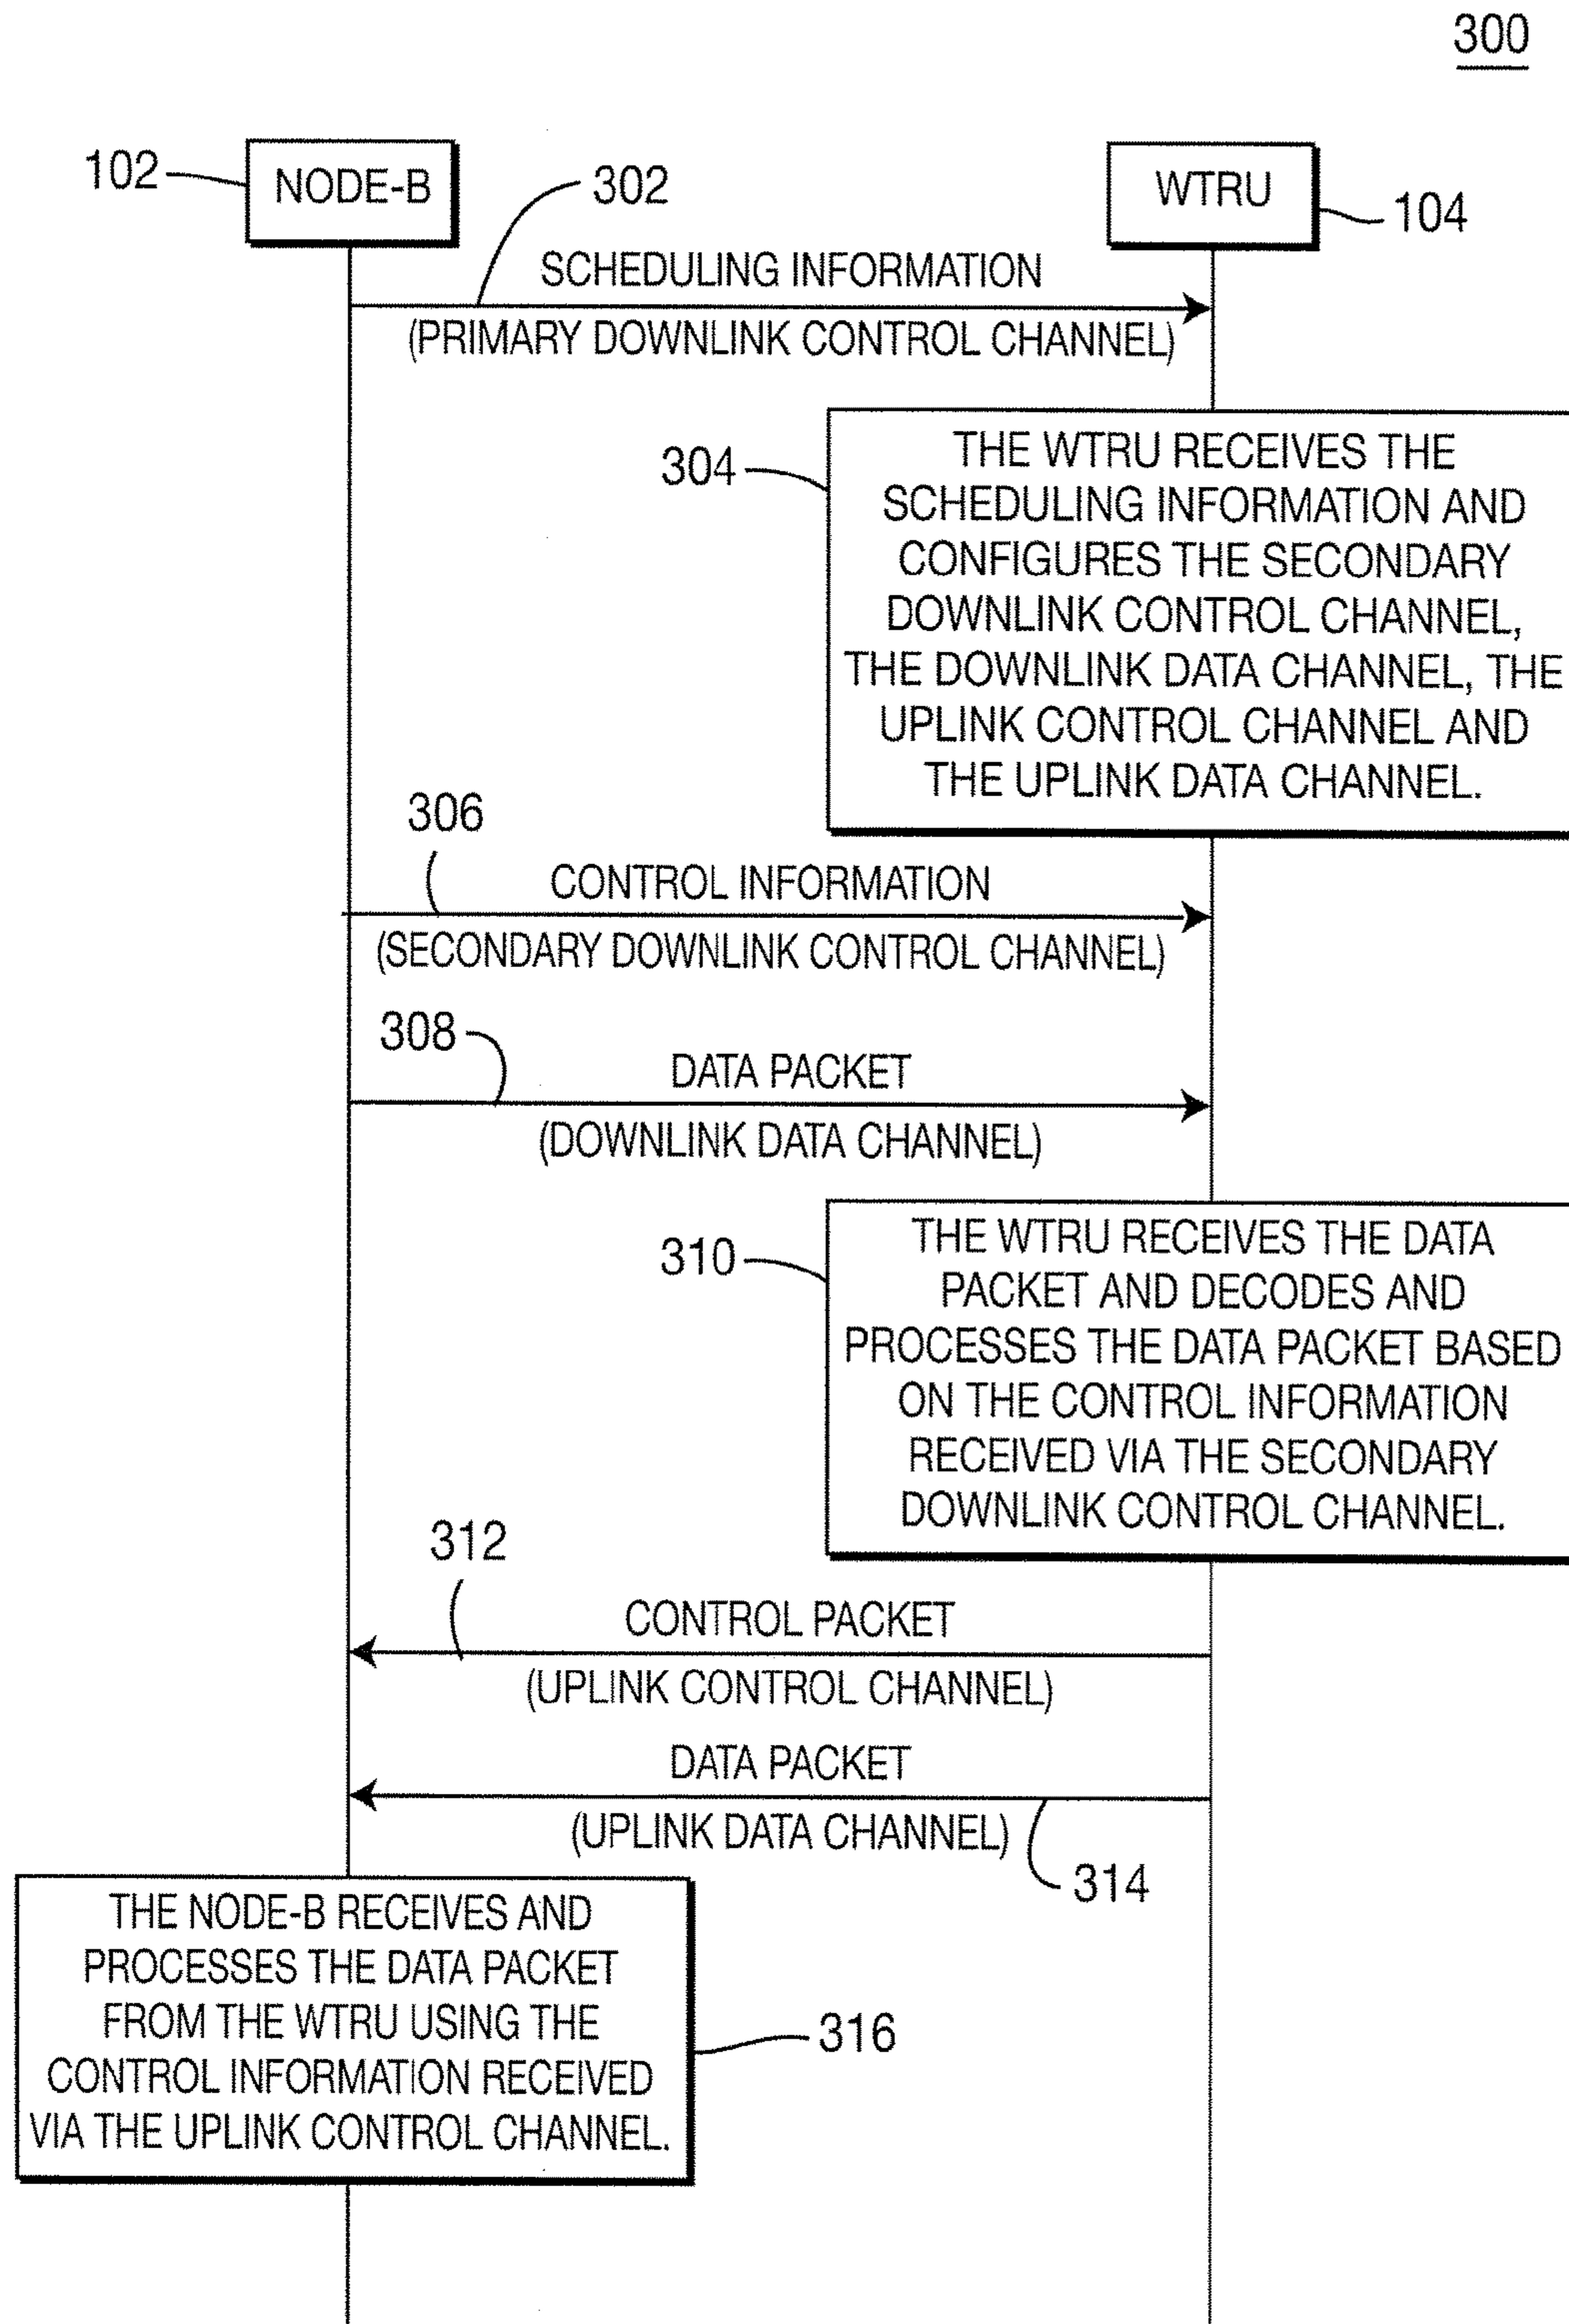 300
102
NODE-B
302
WTRU
104
SCHEDULING INFORMATION
(PRIMARY DOWNLINK CONTROL CHANNEL)
304
THE WTRU RECEIVES THE
SCHEDULING INFORMATION AND
CONFIGURES THE SECONDARY
DOWNLINK CONTROL CHANNEL,
THE DOWNLINK DATA CHANNEL, THE
UPLINK CONTROL CHANNEL AND
THE UPLINK DATA CHANNEL.
306
CONTROL INFORMATION
(SECONDARY DOWNLINK CONTROL CHANNEL)
308
DATA PACKET
(DOWNLINK DATA CHANNEL)
310
THE WTRU RECEIVES THE DATA
PACKET AND DECODES AND
PROCESSES THE DATA PACKET BASED
ON THE CONTROL INFORMATION
RECEIVED VIA THE SECONDARY
DOWNLINK CONTROL CHANNEL.
312
CONTROL PACKET
(UPLINK CONTROL CHANNEL)
DATA PACKET
(UPLINK DATA CHANNEL)
314
THE NODE-B RECEIVES AND
PROCESSES THE DATA PACKET
FROM THE WTRU USING THE
CONTROL INFORMATION RECEIVED
VIA THE UPLINK CONTROL CHANNEL.
316